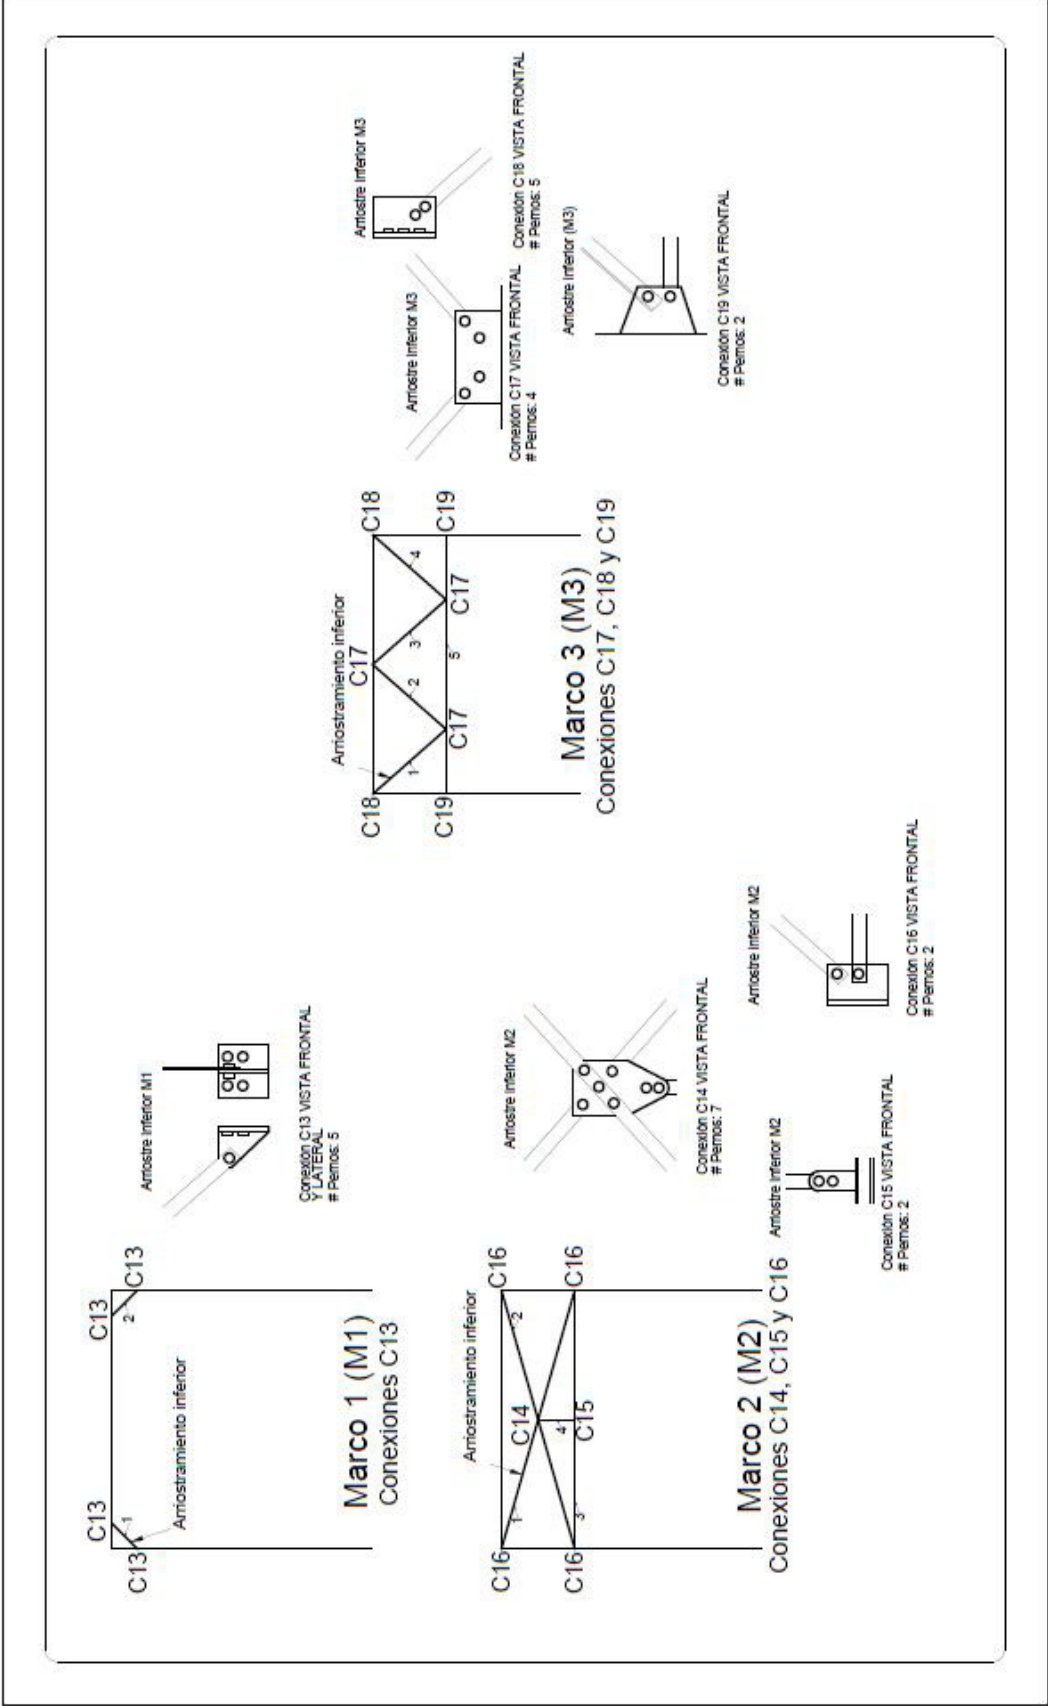 C13
C13
C13
C13
1
2
Arriostramiento inferior
Marco 1 (M1)
Conexiones C13
Arriostre Inferior M1
Conexión C13 VISTA FRONTAL
Y LATERAL
# Pernos: 5
Arriostramiento inferior
C16
C14
C16
1
2
3
4
C16
C15
C16
Marco 2 (M2)
Conexiones C14, C15 y C16
Arriostre Inferior M2
Conexión C14 VISTA FRONTAL
# Pernos: 7
Arriostre Inferior M2
Conexión C15 VISTA FRONTAL
# Pernos: 2
Arriostre Inferior M2
Conexión C16 VISTA FRONTAL
# Pernos: 2
Arriostramiento inferior
C18
C17
C18
1
2
3
4
5
C19
C17
C17
C19
Marco 3 (M3)
Conexiones C17, C18 y C19
Arriostre Inferior M3
Conexión C17 VISTA FRONTAL
# Pernos: 4
Arriostre Inferior M3
Conexión C18 VISTA FRONTAL
# Pernos: 5
Arriostre Inferior (M3)
Conexión C19 VISTA FRONTAL
# Pernos: 2